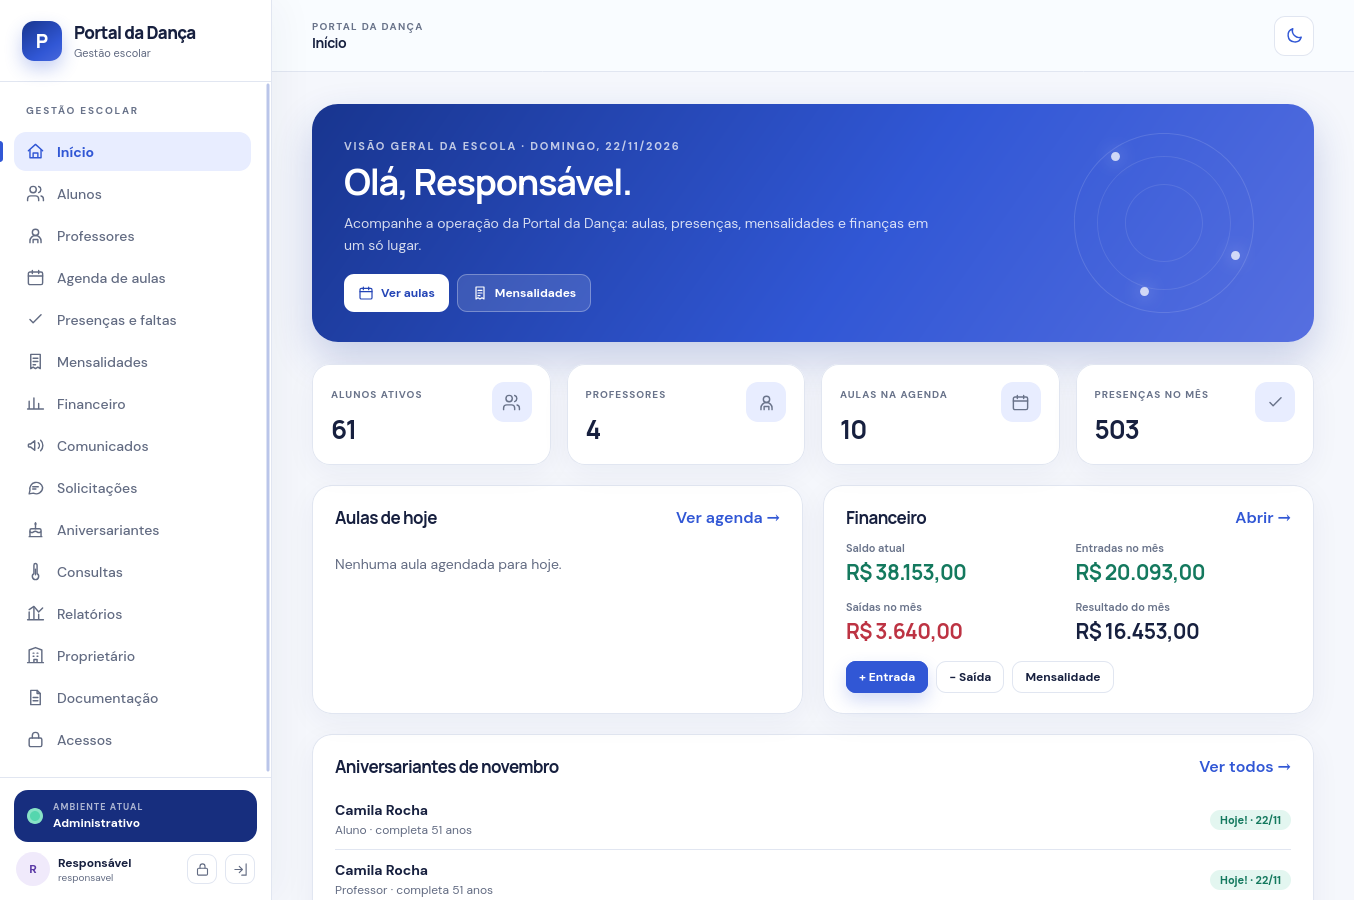 P
Portal da Dança
Gestão escolar
GESTÃO ESCOLAR
Início
Alunos
Professores
Agenda de aulas
Presenças e faltas
Mensalidades
Financeiro
Comunicados
Solicitações
Aniversariantes
Consultas
Relatórios
Proprietário
Documentação
Acessos
AMBIENTE ATUAL
Administrativo
R
Responsável
responsavel
PORTAL DA DANÇA
Início
VISÃO GERAL DA ESCOLA · DOMINGO, 22/11/2026
Olá, Responsável.
Acompanhe a operação da Portal da Dança: aulas, presenças, mensalidades e finanças em
um só lugar.
Ver aulas
Mensalidades
ALUNOS ATIVOS
61
PROFESSORES
4
AULAS NA AGENDA
10
PRESENÇAS NO MÊS
503
Aulas de hoje
Ver agenda →
Nenhuma aula agendada para hoje.
Financeiro
Abrir →
Saldo atual
R$ 38.153,00
Entradas no mês
R$ 20.093,00
Saídas no mês
R$ 3.640,00
Resultado do mês
R$ 16.453,00
+ Entrada
− Saída
Mensalidade
Aniversariantes de novembro
Ver todos →
Camila Rocha
Aluno · completa 51 anos
Hoje! · 22/11
Camila Rocha
Professor · completa 51 anos
Hoje! · 22/11